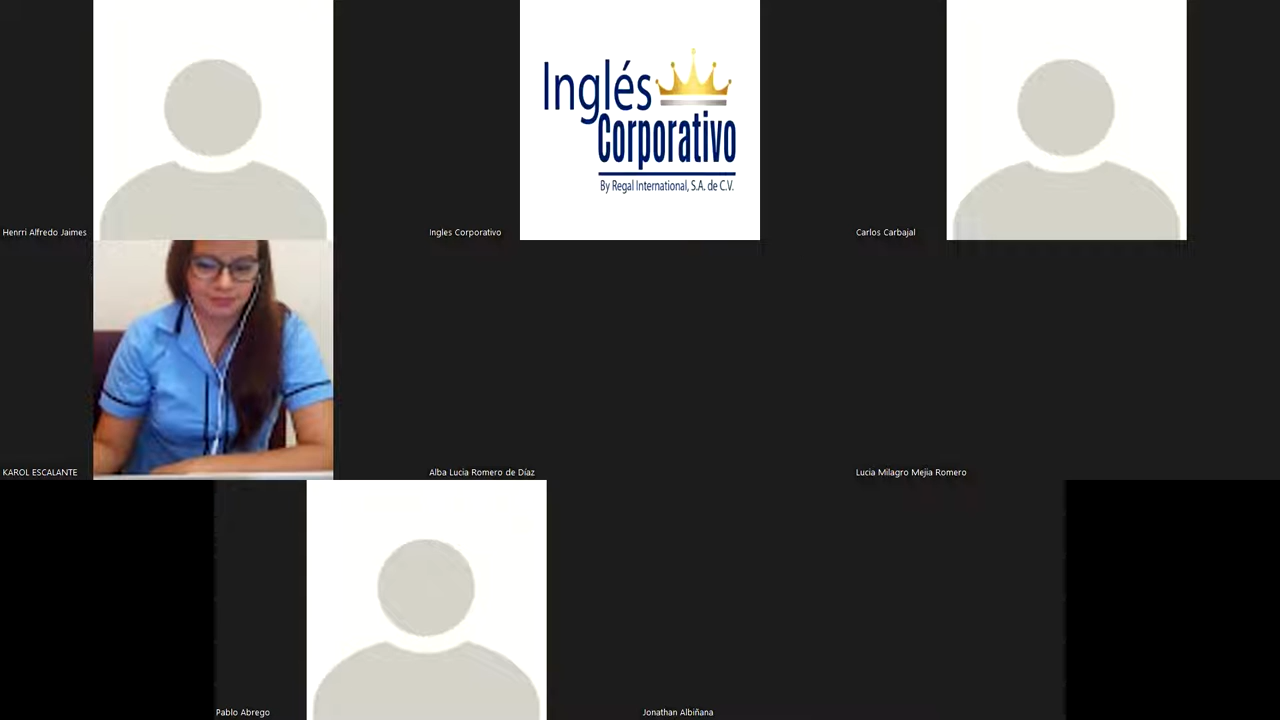 Inglés
Corporativo
By Regal International, S.A. de C.V.
Henrri Alfredo Jaimes
Ingles Corporativo
Carlos Carbajal
KAROL ESCALANTE
Alba Lucia Romero de Díaz
Lucia Milagro Mejia Romero
Pablo Abrego
Jonathan Albiñana